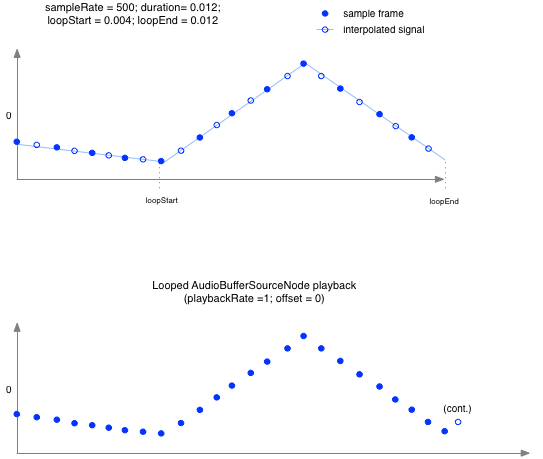 sampleRate = 500; duration= 0.012;
loopStart = 0.004; loopEnd = 0.012
sample frame
interpolated signal
0
loopStart
loopEnd
Looped AudioBufferSourceNode playback
(playbackRate =1; offset = 0)
0
(cont.)